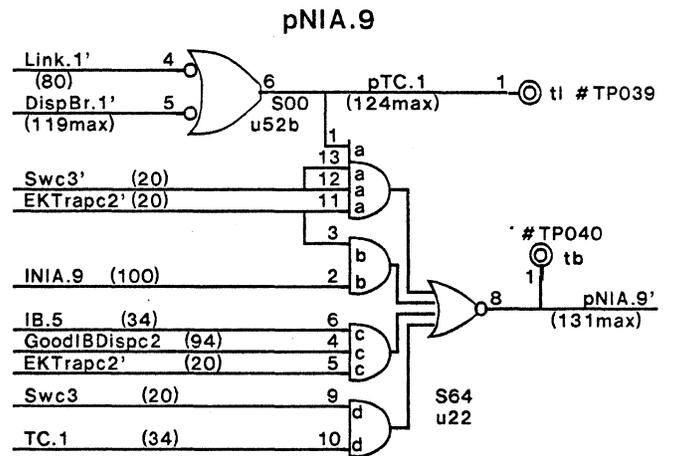 pNIA.9
Link.1' 4
(80)
6 pTC.1 1
S00 (124max) tl #TP039
DispBr.1' 5
(119max) u52b
1 a
13 a
Swc3' (20) 12 a
EKTrapc2' (20) 11 a
3 b
#TP040
tb
1
INIA.9 (100) 2 b
8 pNIA.9'
(131max)
IB.5 (34) 6 c
GoodIBDispc2 (94) 4 c
EKTrapc2' (20) 5 c
Swc3 (20) 9 d
S64
u22
TC.1 (34) 10 d